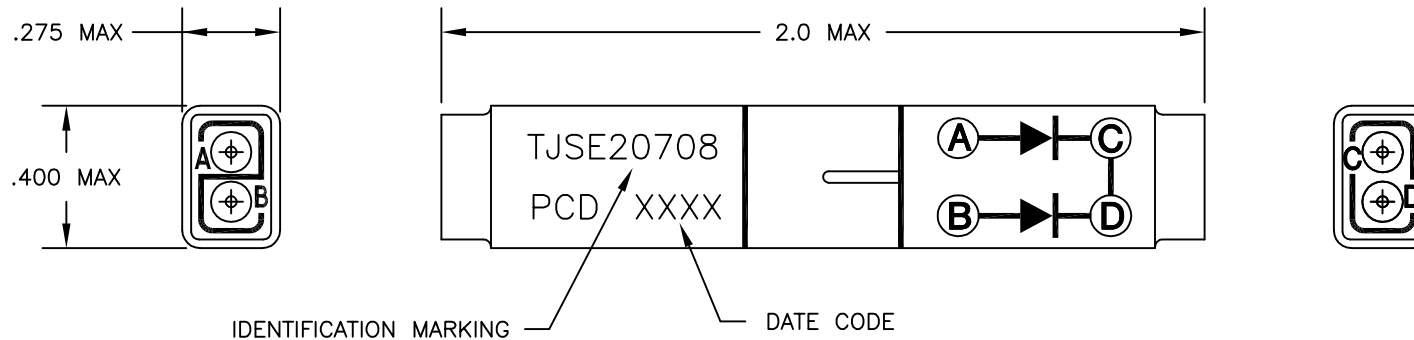 .275 MAX
2.0 MAX
.400 MAX
A
B
TJSE20708
PCD XXXX
A C
B D
C
D
IDENTIFICATION MARKING
DATE CODE